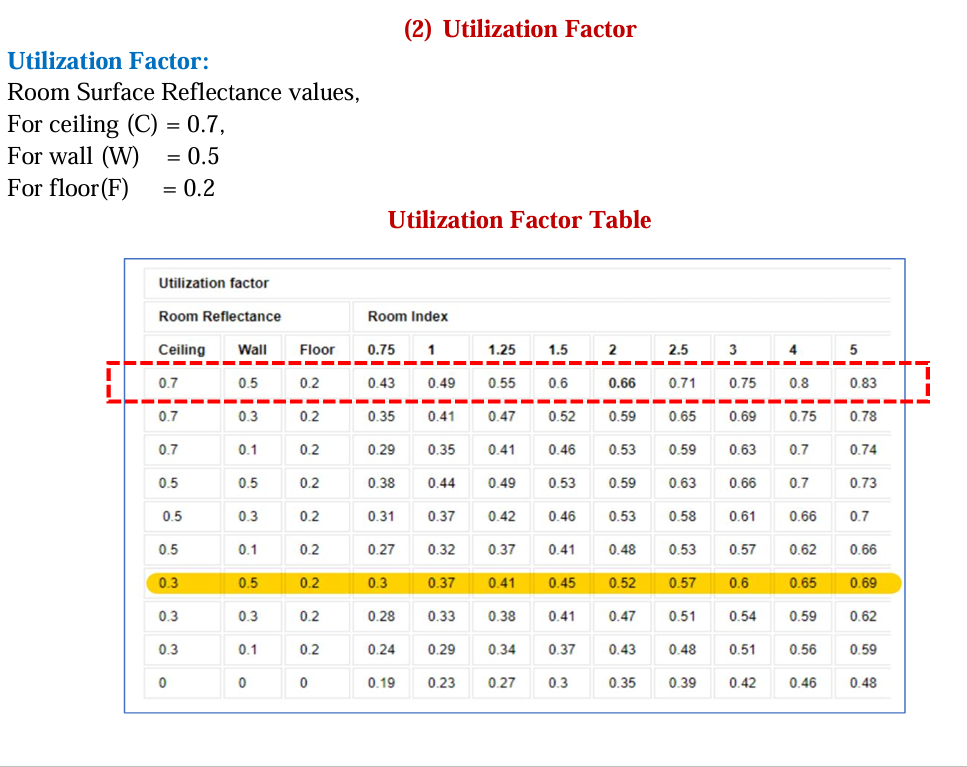 (2) Utilization Factor
Utilization Factor:
Room Surface Reflectance values,
For ceiling (C) = 0.7,
For wall (W) = 0.5
For floor(F) = 0.2
Utilization Factor Table
Utilization factor
Room Reflectance Room Index
Ceiling Wall Floor 0.75 1 1.25 1.5 2 2.5 3 4 5
0.7 0.5 0.2 0.43 0.49 0.55 0.6 0.66 0.71 0.75 0.8 0.83
0.7 0.3 0.2 0.35 0.41 0.47 0.52 0.59 0.65 0.69 0.75 0.78
0.7 0.1 0.2 0.29 0.35 0.41 0.46 0.53 0.59 0.63 0.7 0.74
0.5 0.5 0.2 0.38 0.44 0.49 0.53 0.59 0.63 0.66 0.7 0.73
0.5 0.3 0.2 0.31 0.37 0.42 0.46 0.53 0.58 0.61 0.66 0.7
0.5 0.1 0.2 0.27 0.32 0.37 0.41 0.48 0.53 0.57 0.62 0.66
0.3 0.5 0.2 0.3 0.37 0.41 0.45 0.52 0.57 0.6 0.65 0.69
0.3 0.3 0.2 0.28 0.33 0.38 0.41 0.47 0.51 0.54 0.59 0.62
0.3 0.1 0.2 0.24 0.29 0.34 0.37 0.43 0.48 0.51 0.56 0.59
0 0 0 0.19 0.23 0.27 0.3 0.35 0.39 0.42 0.46 0.48